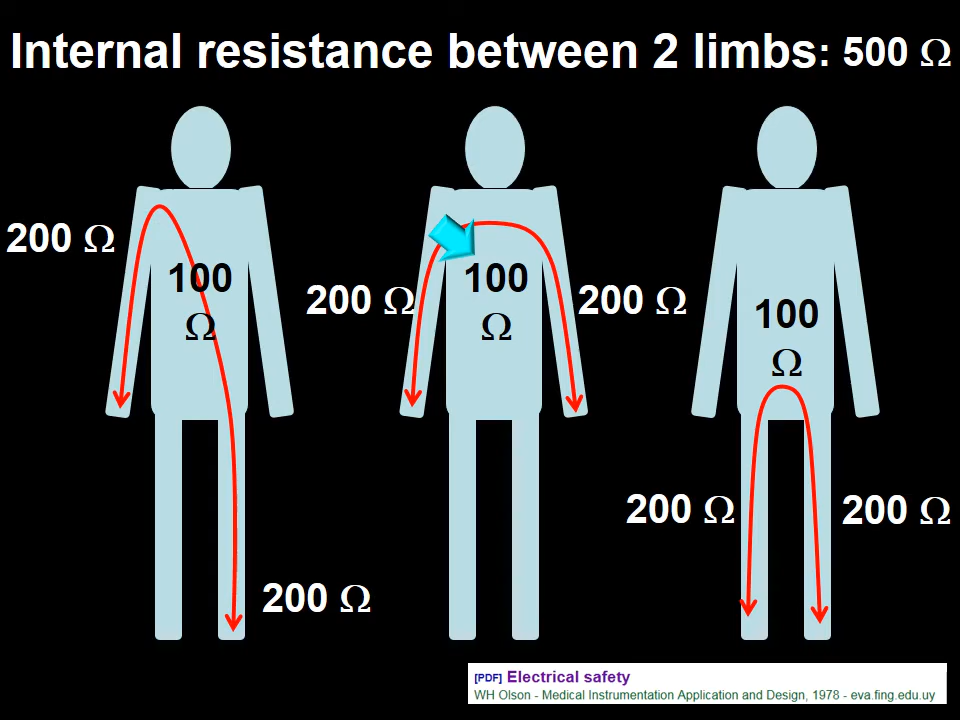 Internal resistance between 2 limbs: 500 Ω
200 Ω
100
Ω
200 Ω
200 Ω
100
Ω
200 Ω
100
Ω
200 Ω
200 Ω
[PDF] Electrical safety
WH Olson - Medical Instrumentation Application and Design, 1978 - eva.fing.edu.uy